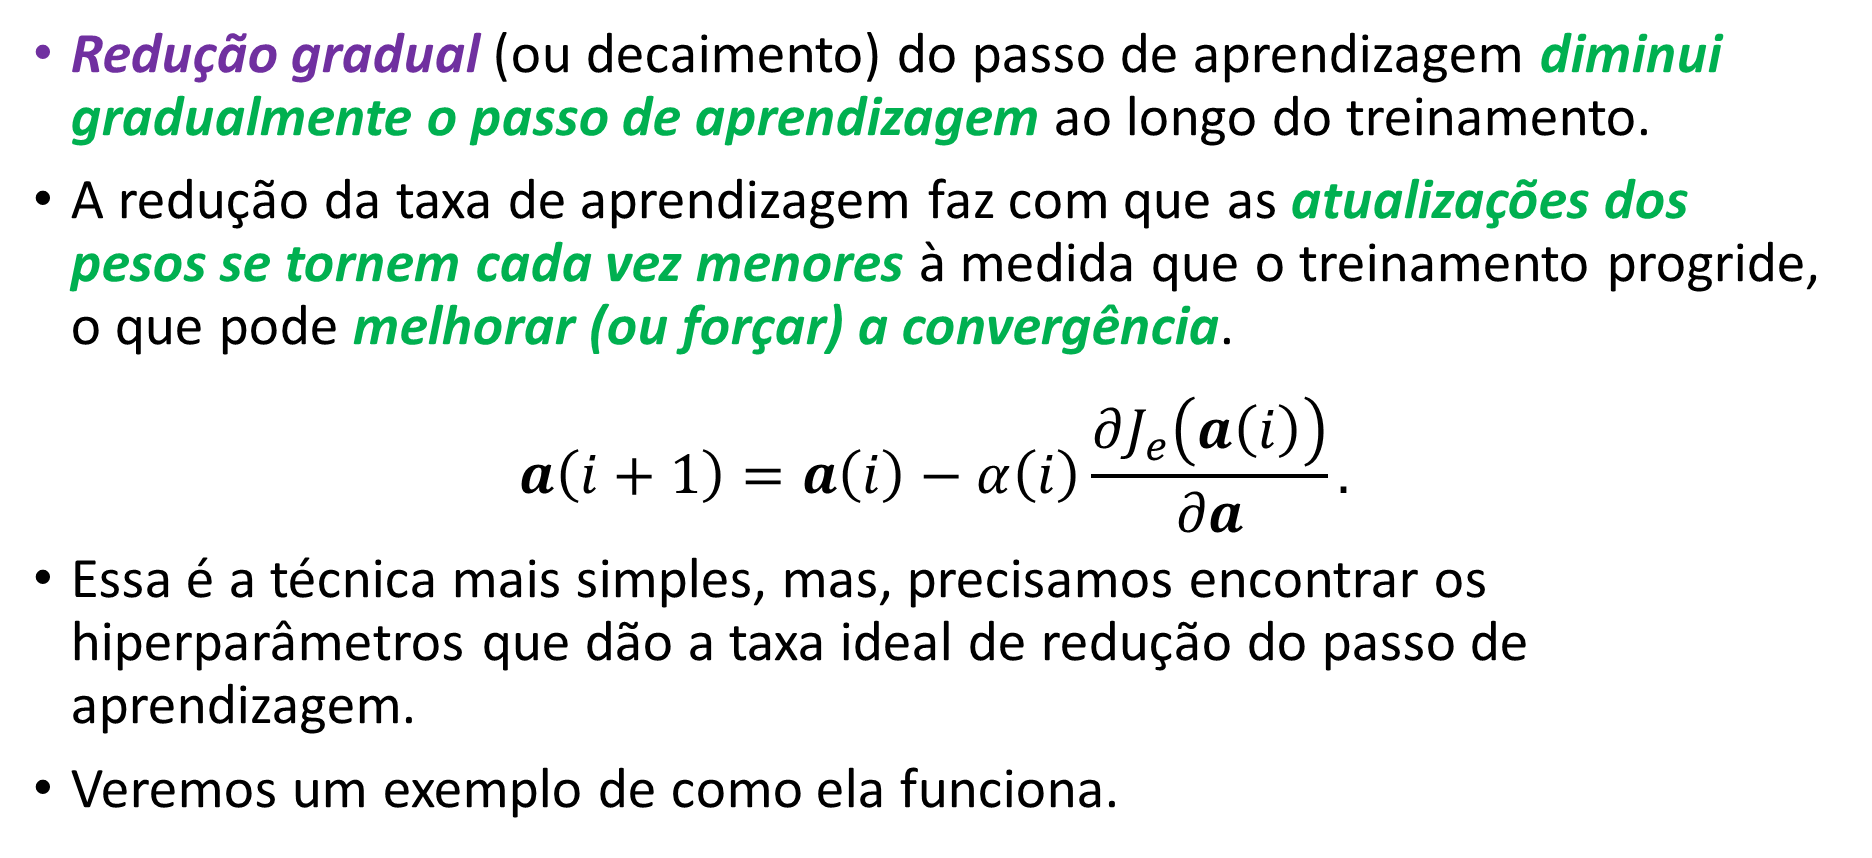 • Redução gradual (ou decaimento) do passo de aprendizagem diminui
gradualmente o passo de aprendizagem ao longo do treinamento.
• A redução da taxa de aprendizagem faz com que as atualizações dos
pesos se tornem cada vez menores à medida que o treinamento progride,
o que pode melhorar (ou forçar) a convergência.
𝒂(𝑖 + 1) = 𝒂(𝑖) − 𝛼(𝑖) ∂𝐽ₑ(𝒂(𝑖)) / ∂𝒂 .
• Essa é a técnica mais simples, mas, precisamos encontrar os
hiperparâmetros que dão a taxa ideal de redução do passo de
aprendizagem.
• Veremos um exemplo de como ela funciona.